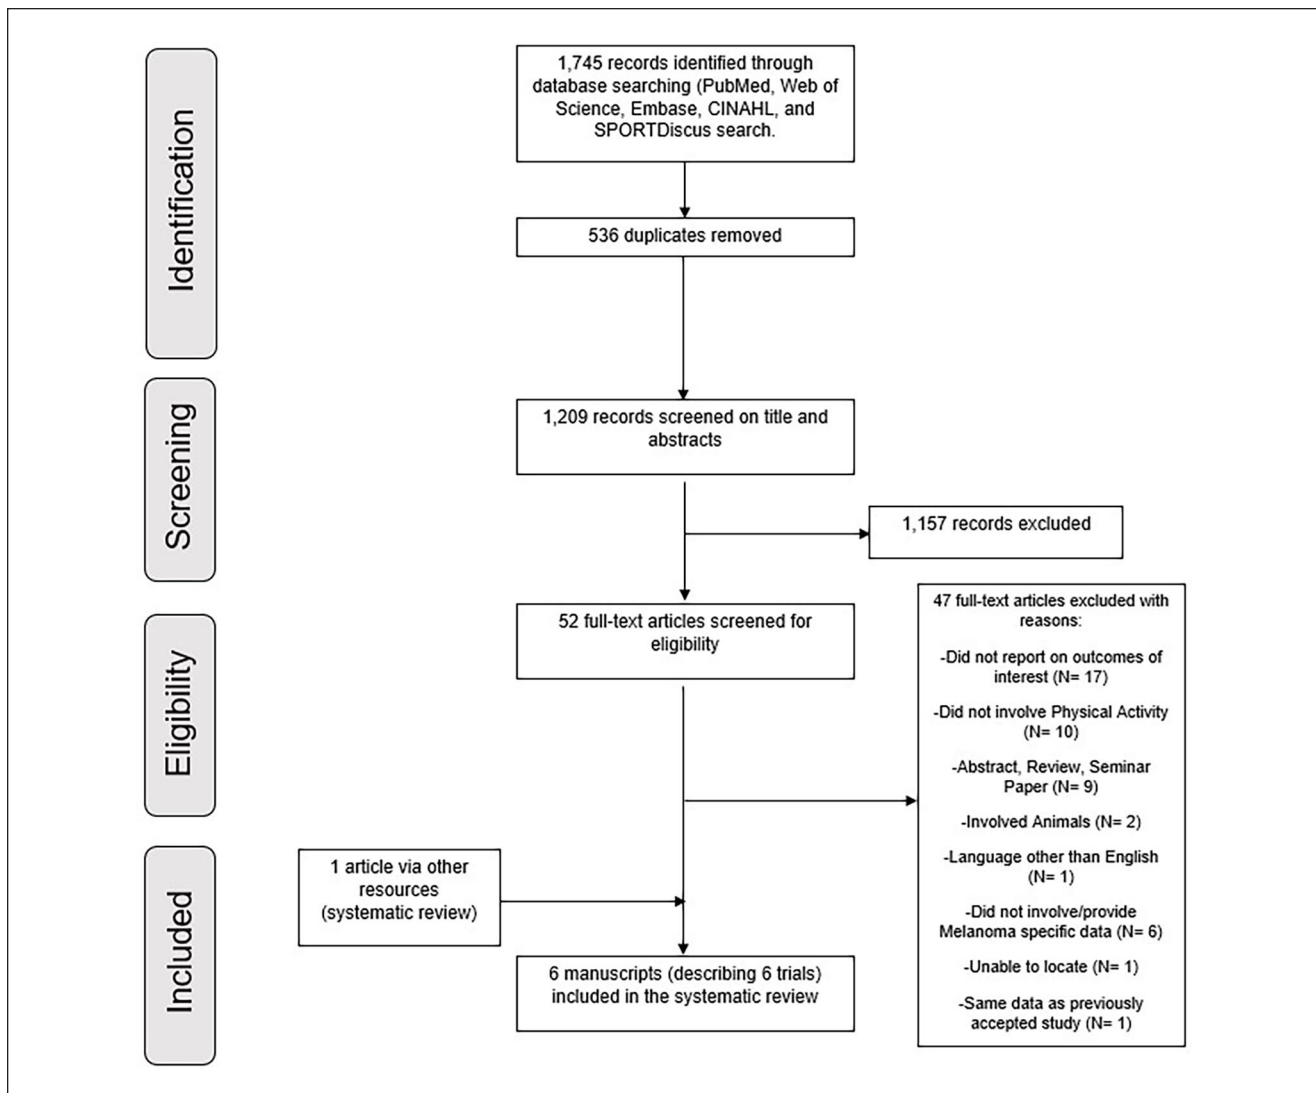 Identification
1,745 records identified through
database searching (PubMed, Web of
Science, Embase, CINAHL, and
SPORTDiscus search.
536 duplicates removed
Screening
1,209 records screened on title and
abstracts
1,157 records excluded
Eligibility
52 full-text articles screened for
eligibility
47 full-text articles excluded with
reasons:
-Did not report on outcomes of
interest (N= 17)
-Did not involve Physical Activity
(N= 10)
-Abstract, Review, Seminar
Paper (N= 9)
-Involved Animals (N= 2)
-Language other than English
(N= 1)
-Did not involve/provide
Melanoma specific data (N= 6)
-Unable to locate (N= 1)
-Same data as previously
accepted study (N= 1)
Included
1 article via other
resources
(systematic review)
6 manuscripts (describing 6 trials)
included in the systematic review